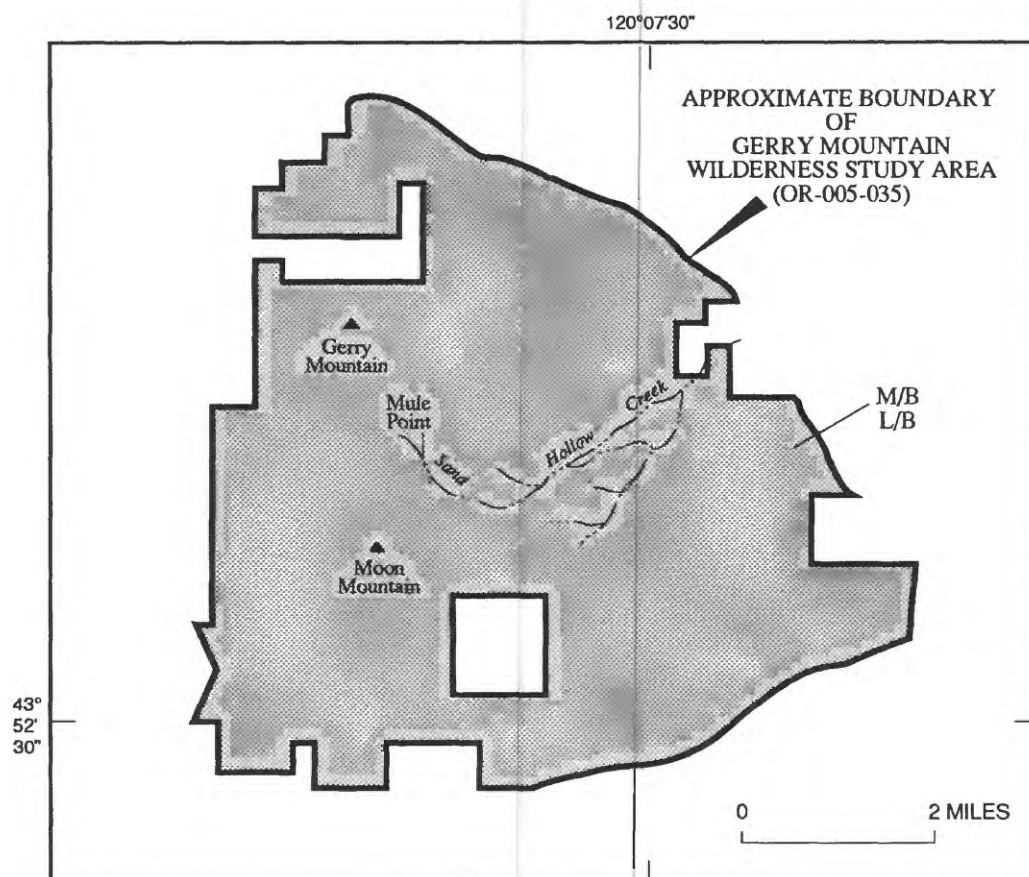 120°07'30"
APPROXIMATE BOUNDARY
OF
GERRY MOUNTAIN
WILDERNESS STUDY AREA
(OR-005-035)
Gerry
Mountain
Mule
Point
Sand Hollow Creek
M/B
L/B
Moon
Mountain
43°
52'
30"
0 2 MILES